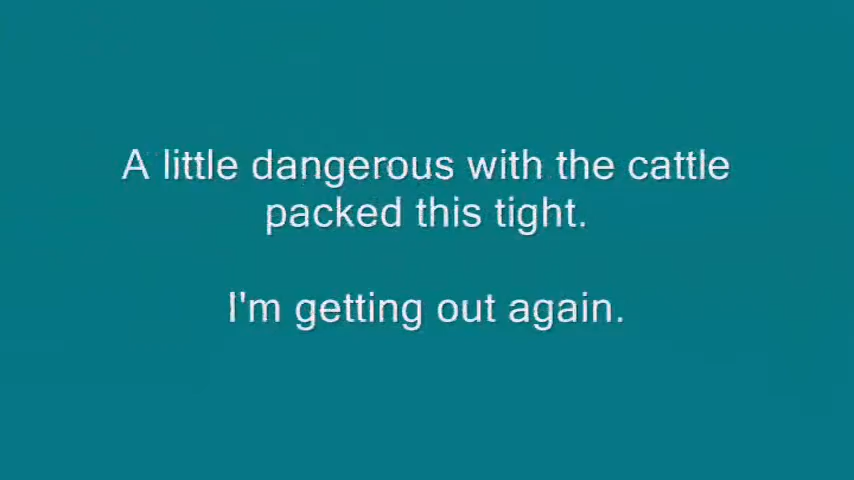 A little dangerous with the cattle
packed this tight.
I'm getting out again.